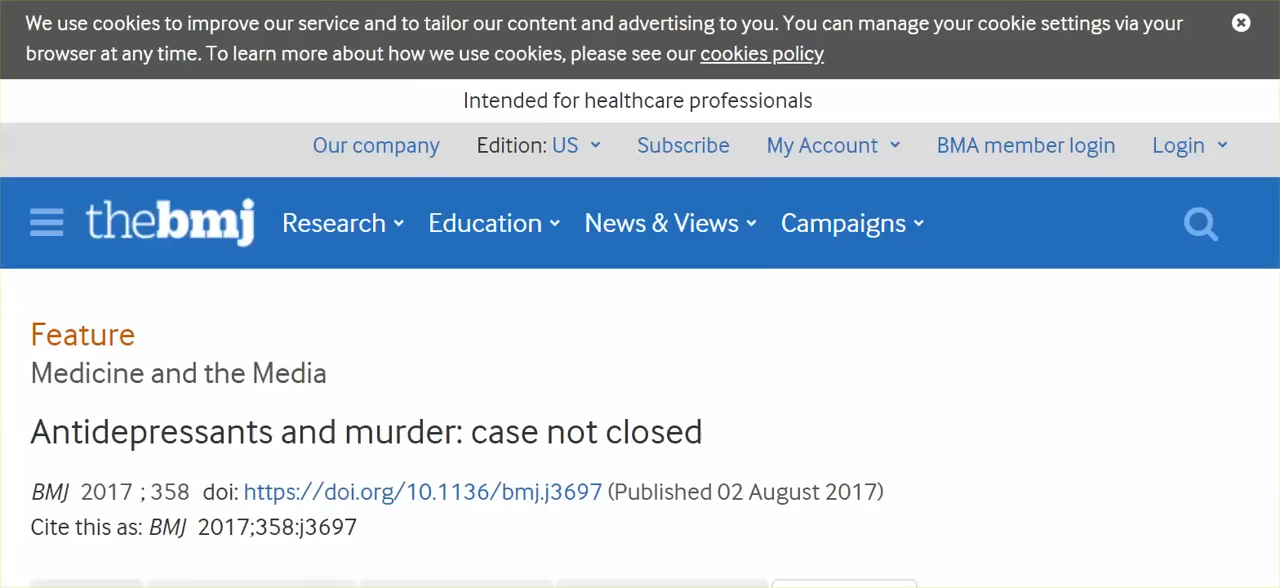 We use cookies to improve our service and to tailor our content and advertising to you. You can manage your cookie settings via your
browser at any time. To learn more about how we use cookies, please see our cookies policy
Intended for healthcare professionals
Our company Edition: US Subscribe My Account BMA member login Login
thebmj Research Education News & Views Campaigns
Feature
Medicine and the Media
Antidepressants and murder: case not closed
BMJ 2017 ; 358 doi: https://doi.org/10.1136/bmj.j3697 (Published 02 August 2017)
Cite this as: BMJ 2017;358:j3697